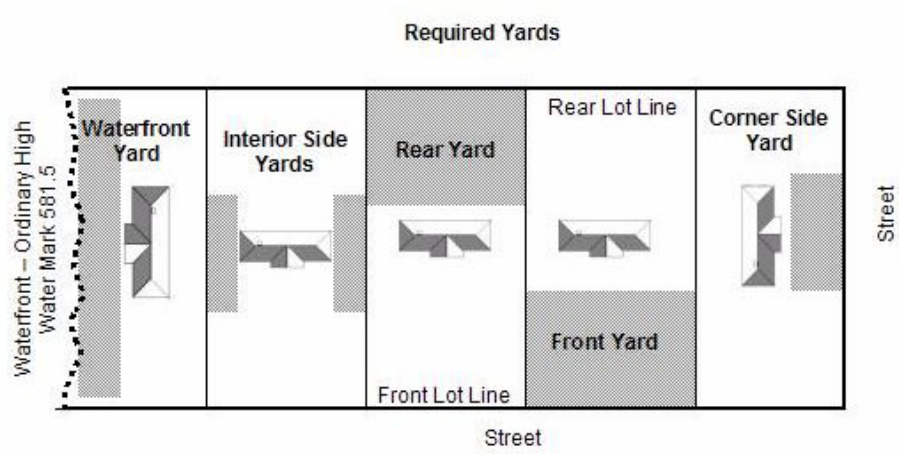 Required Yards
Waterfront – Ordinary High
Water Mark 581.5
Waterfront
Yard
Interior Side
Yards
Rear Yard
Rear Lot Line
Corner Side
Yard
Street
Front Yard
Front Lot Line
Street